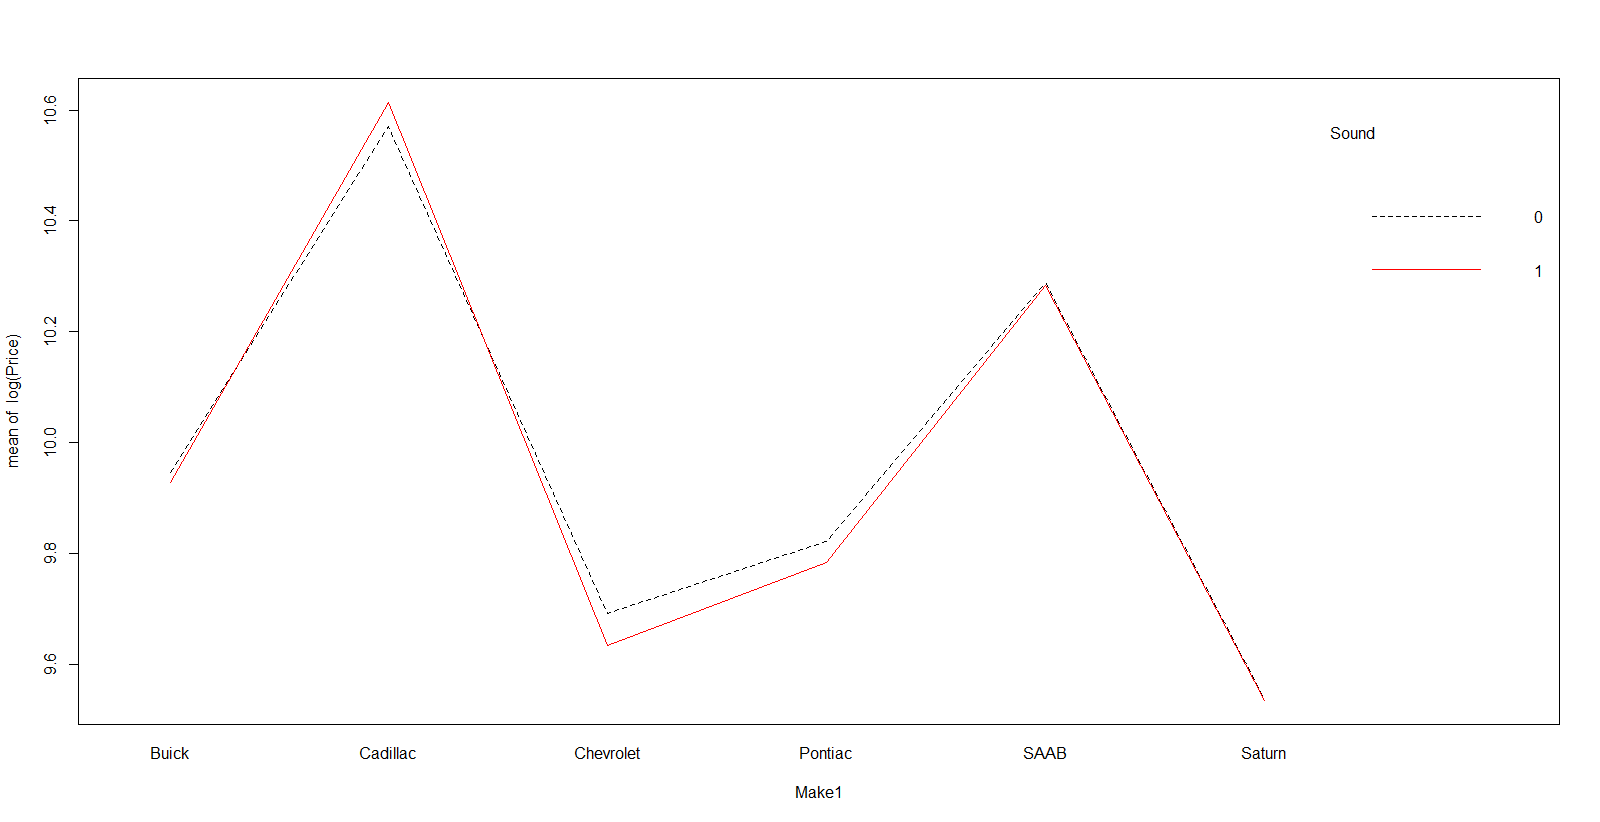 10.6
10.4
10.2
10.0
9.8
9.6
mean of log(Price)
Sound
0
1
Buick Cadillac Chevrolet Pontiac SAAB Saturn
Make1